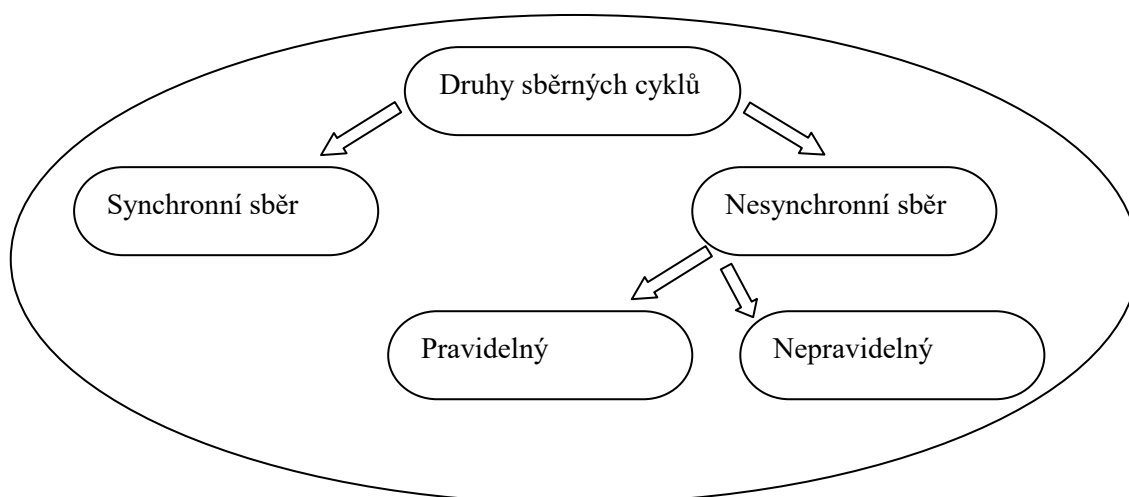 Druhy sběrných cyklů
Synchronní sběr
Nesynchronní sběr
Pravidelný
Nepravidelný